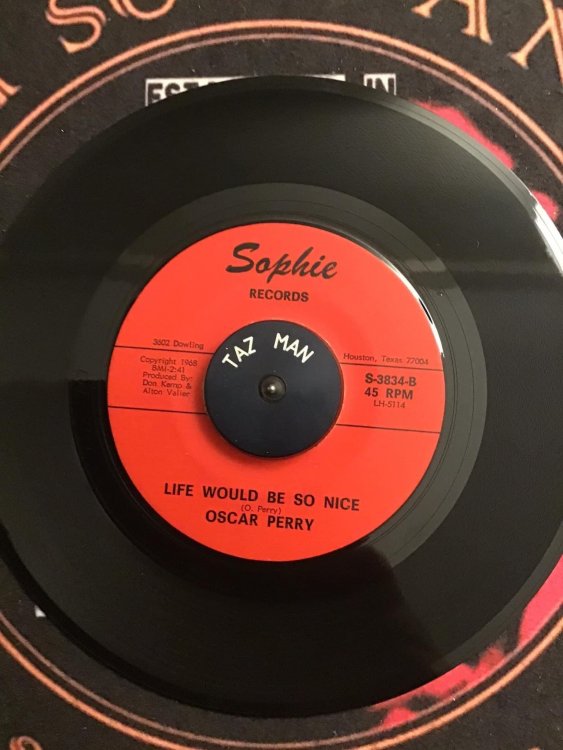 Sophie
RECORDS
3602 Dowling
Houston, Texas 77004
Copyright 1968
BMI-2:41
Produced By-
Don Kemp &
Alton Valier
TAZ MAN
S-3834-B
45 RPM
LH-5114
LIFE WOULD BE SO NICE
(O. Perry)
OSCAR PERRY